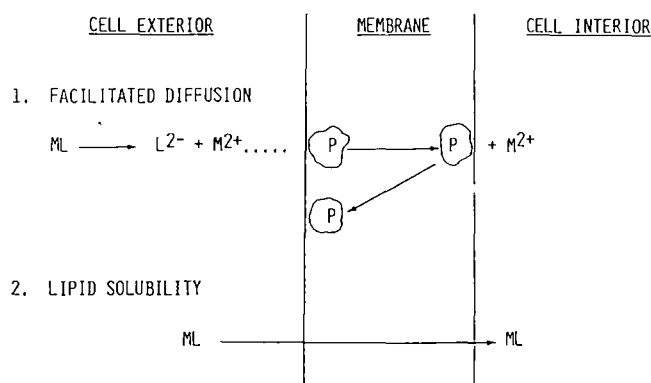 CELL EXTERIOR MEMBRANE CELL INTERIOR
1. FACILITATED DIFFUSION
ML L2- + M2+..... P P + M2+
P
2. LIPID SOLUBILITY
ML ML